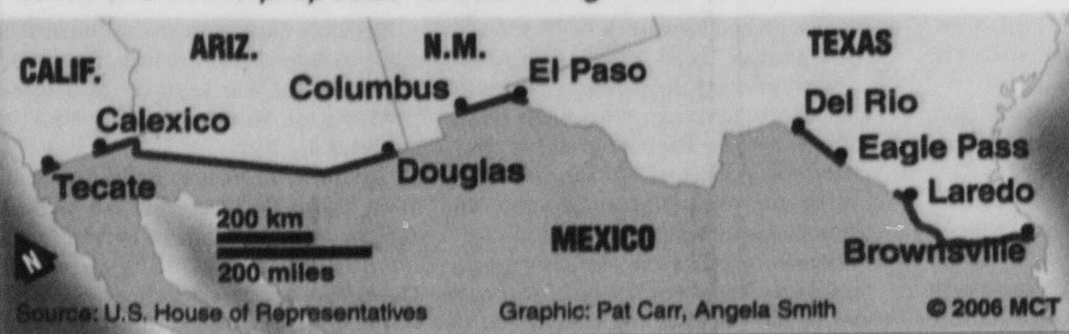 CALIF.
ARIZ.
N.M.
TEXAS
Columbus
El Paso
Calexico
Del Rio
Eagle Pass
Tecate
Douglas
Laredo
200 km
200 miles
MEXICO
Brownsville
N
Source: U.S. House of Representatives
Graphic: Pat Carr, Angela Smith
© 2006 MCT